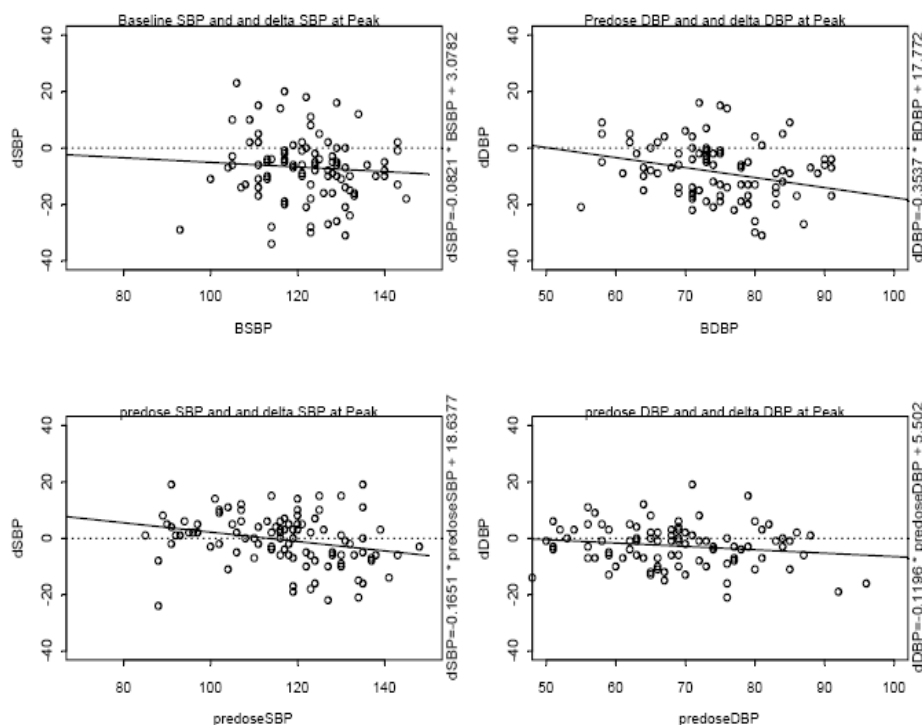 Baseline SBP and and delta SBP at Peak
dSBP
40
20
0
-20
-40
80
100
120
140
BSBP
dSBP=-0.0821 * BSBP + 3.0782
Predose DBP and and delta DBP at Peak
dDBP
40
20
0
-20
-40
50
60
70
80
90
100
BDBP
dDBP=-0.3537 * BDBP + 17.772
predose SBP and and delta SBP at Peak
dSBP
40
20
0
-20
-40
80
100
120
140
predoseSBP
dSBP=-0.1651 * predoseSBP + 18.6377
predose DBP and and delta DBP at Peak
dDBP
40
20
0
-20
-40
50
60
70
80
90
100
predoseDBP
dDBP=-0.1196 * predoseDBP + 5.502